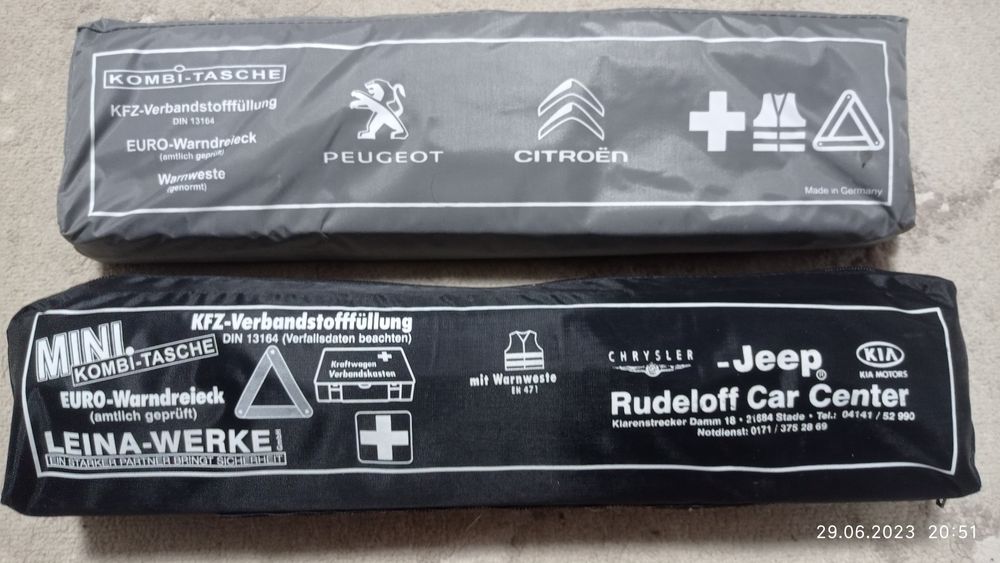 KOMBI-TASCHE
KFZ-Verbandstofffüllung
DIN 13164
EURO-Warndreieck
(amtlich geprüft)
Warnweste
(genormt)
PEUGEOT
CITROËN
Made in Germany
MINI.
KOMBI-TASCHE
KFZ-Verbandstofffüllung
DIN 13164 (Verfallsdaten beachten)
EURO-Warndreieck
(amtlich geprüft)
LEINA-WERKE GmbH
EIN STARKER PARTNER BRINGT SICHERHEIT
Kraftwagen
Verbandskasten
mit Warnweste
EN 471
CHRYSLER
-Jeep®
KIA
KIA MOTORS
Rudeloff Car Center
Klarenstrecker Damm 18 • 21684 Stade • Tel.: 04141 / 52 990
Notdienst: 0171 / 375 28 69
29.06.2023 20:51